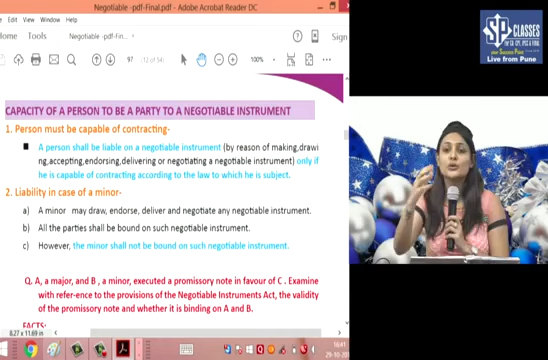 Negotiable -pdf-Final.pdf - Adobe Acrobat Reader DC
Edit View Window Help
Home Tools Negotiable -pdf-Fin... Sign
97 (12 of 54) 100%
CAPACITY OF A PERSON TO BE A PARTY TO A NEGOTIABLE INSTRUMENT
1. Person must be capable of contracting-
A person shall be liable on a negotiable instrument (by reason of making,drawi
ng,accepting,endorsing,delivering or negotiating a negotiable instrument) only if
he is capable of contracting according to the law to which he is subject.
2. Liability in case of a minor-
a) A minor may draw, endorse, deliver and negotiate any negotiable instrument.
b) All the parties shall be bound on such negotiable instrument.
c) However, the minor shall not be bound on such negotiable instrument.
Q. A, a major, and B , a minor, executed a promissory note in favour of C . Examine
with refer-ence to the provisions of the Negotiable Instruments Act, the validity
of the promissory note and whether it is binding on A and B.
FACTS:
8.27 x 11.69 in
16:41
SP CLASSES
Live from Pune